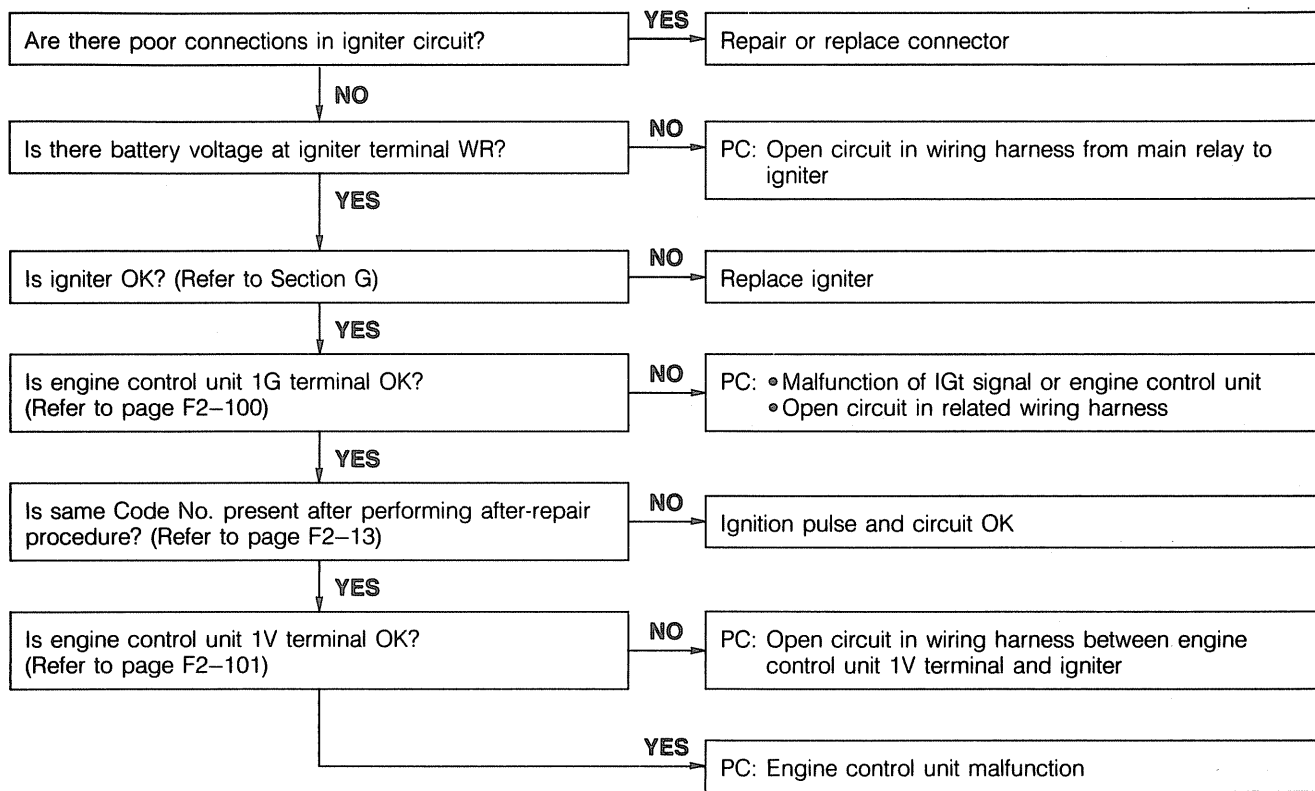 Are there poor connections in igniter circuit?
YES
Repair or replace connector
NO
Is there battery voltage at igniter terminal WR?
NO
PC: Open circuit in wiring harness from main relay to
igniter
YES
Is igniter OK? (Refer to Section G)
NO
Replace igniter
YES
Is engine control unit 1G terminal OK?
(Refer to page F2–100)
NO
PC: • Malfunction of IGt signal or engine control unit
• Open circuit in related wiring harness
YES
Is same Code No. present after performing after-repair
procedure? (Refer to page F2–13)
NO
Ignition pulse and circuit OK
YES
Is engine control unit 1V terminal OK?
(Refer to page F2–101)
NO
PC: Open circuit in wiring harness between engine
control unit 1V terminal and igniter
YES
PC: Engine control unit malfunction